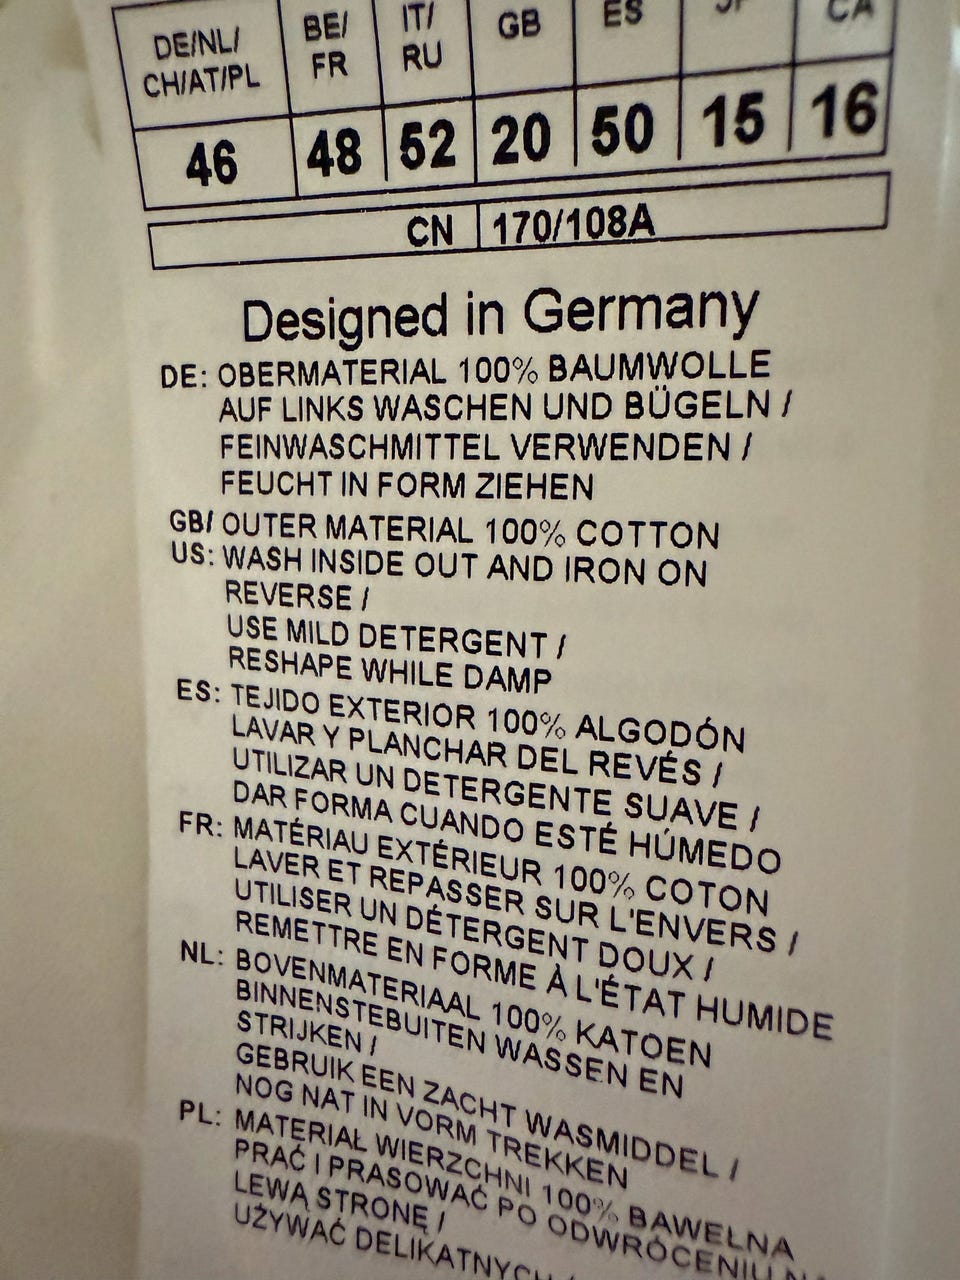 DE/NL/
CH/AT/PL
BE/
FR
IT/
RU
GB
ES
JP
CA
46 48 52 20 50 15 16
CN 170/108A
Designed in Germany
DE: OBERMATERIAL 100% BAUMWOLLE
AUF LINKS WASCHEN UND BÜGELN /
FEINWASCHMITTEL VERWENDEN /
FEUCHT IN FORM ZIEHEN
GB/ OUTER MATERIAL 100% COTTON
US: WASH INSIDE OUT AND IRON ON
REVERSE /
USE MILD DETERGENT /
RESHAPE WHILE DAMP
ES: TEJIDO EXTERIOR 100% ALGODÓN
LAVAR Y PLANCHAR DEL REVÉS /
UTILIZAR UN DETERGENTE SUAVE /
DAR FORMA CUANDO ESTÉ HÚMEDO
FR: MATÉRIAU EXTÉRIEUR 100% COTON
LAVER ET REPASSER SUR L'ENVERS /
UTILISER UN DÉTERGENT DOUX /
REMETTRE EN FORME À L'ÉTAT HUMIDE
NL: BOVENMATERIAAL 100% KATOEN
BINNENSTEBUITEN WASSEN EN
STRIJKEN /
GEBRUIK EEN ZACHT WASMIDDEL /
NOG NAT IN VORM TREKKEN
PL: MATERIAŁ WIERZCHNI 100% BAWEŁNA
PRAĆ I PRASOWAĆ PO ODWRÓCENIU NA
LEWĄ STRONĘ /
UŻYWAĆ DELIKATNYCH